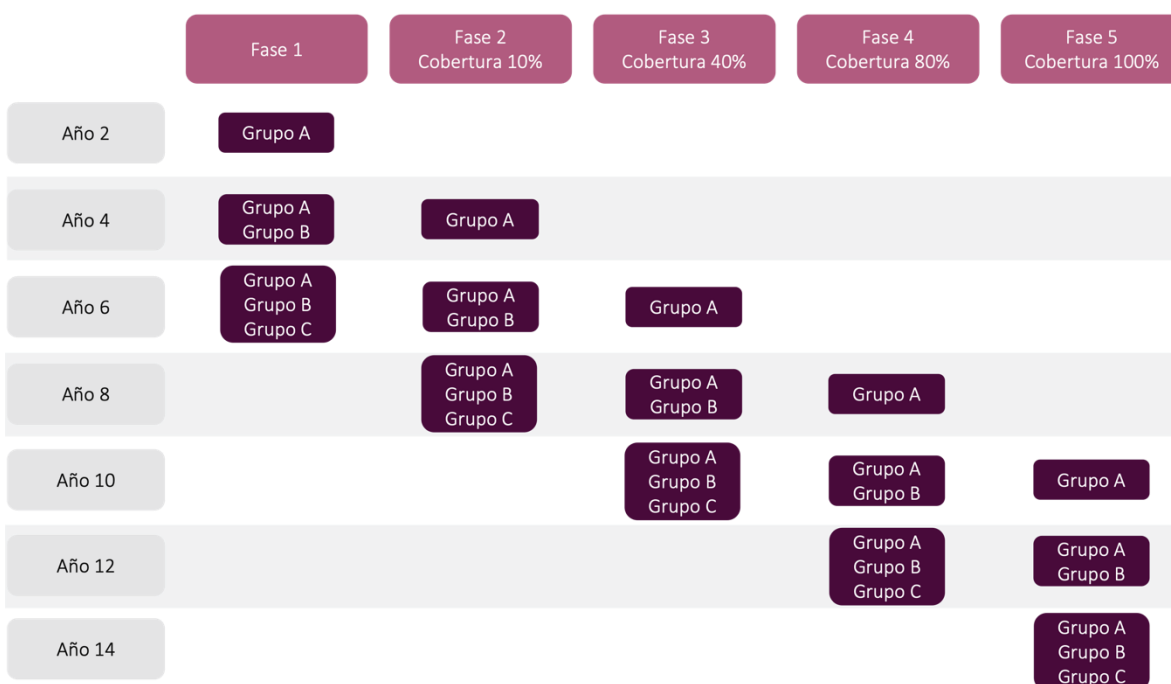 Fase 1
Fase 2
Cobertura 10%
Fase 3
Cobertura 40%
Fase 4
Cobertura 80%
Fase 5
Cobertura 100%
Año 2
Grupo A
Año 4
Grupo A
Grupo B
Grupo A
Año 6
Grupo A
Grupo B
Grupo C
Grupo A
Grupo B
Grupo A
Año 8
Grupo A
Grupo B
Grupo C
Grupo A
Grupo B
Grupo A
Año 10
Grupo A
Grupo B
Grupo C
Grupo A
Grupo B
Grupo A
Año 12
Grupo A
Grupo B
Grupo C
Grupo A
Grupo B
Año 14
Grupo A
Grupo B
Grupo C